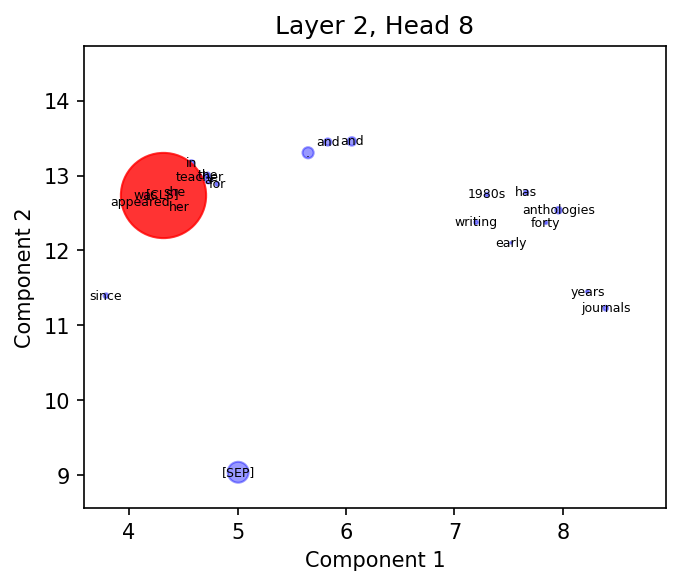 Layer 2, Head 8
Component 2
14
13
12
11
10
9
and
and
.
in
the
teacher
a
for
she
was
[CLS]
appeared
her
1980s
has
anthologies
writing
forty
early
since
years
journals
[SEP]
4
5
6
7
8
Component 1